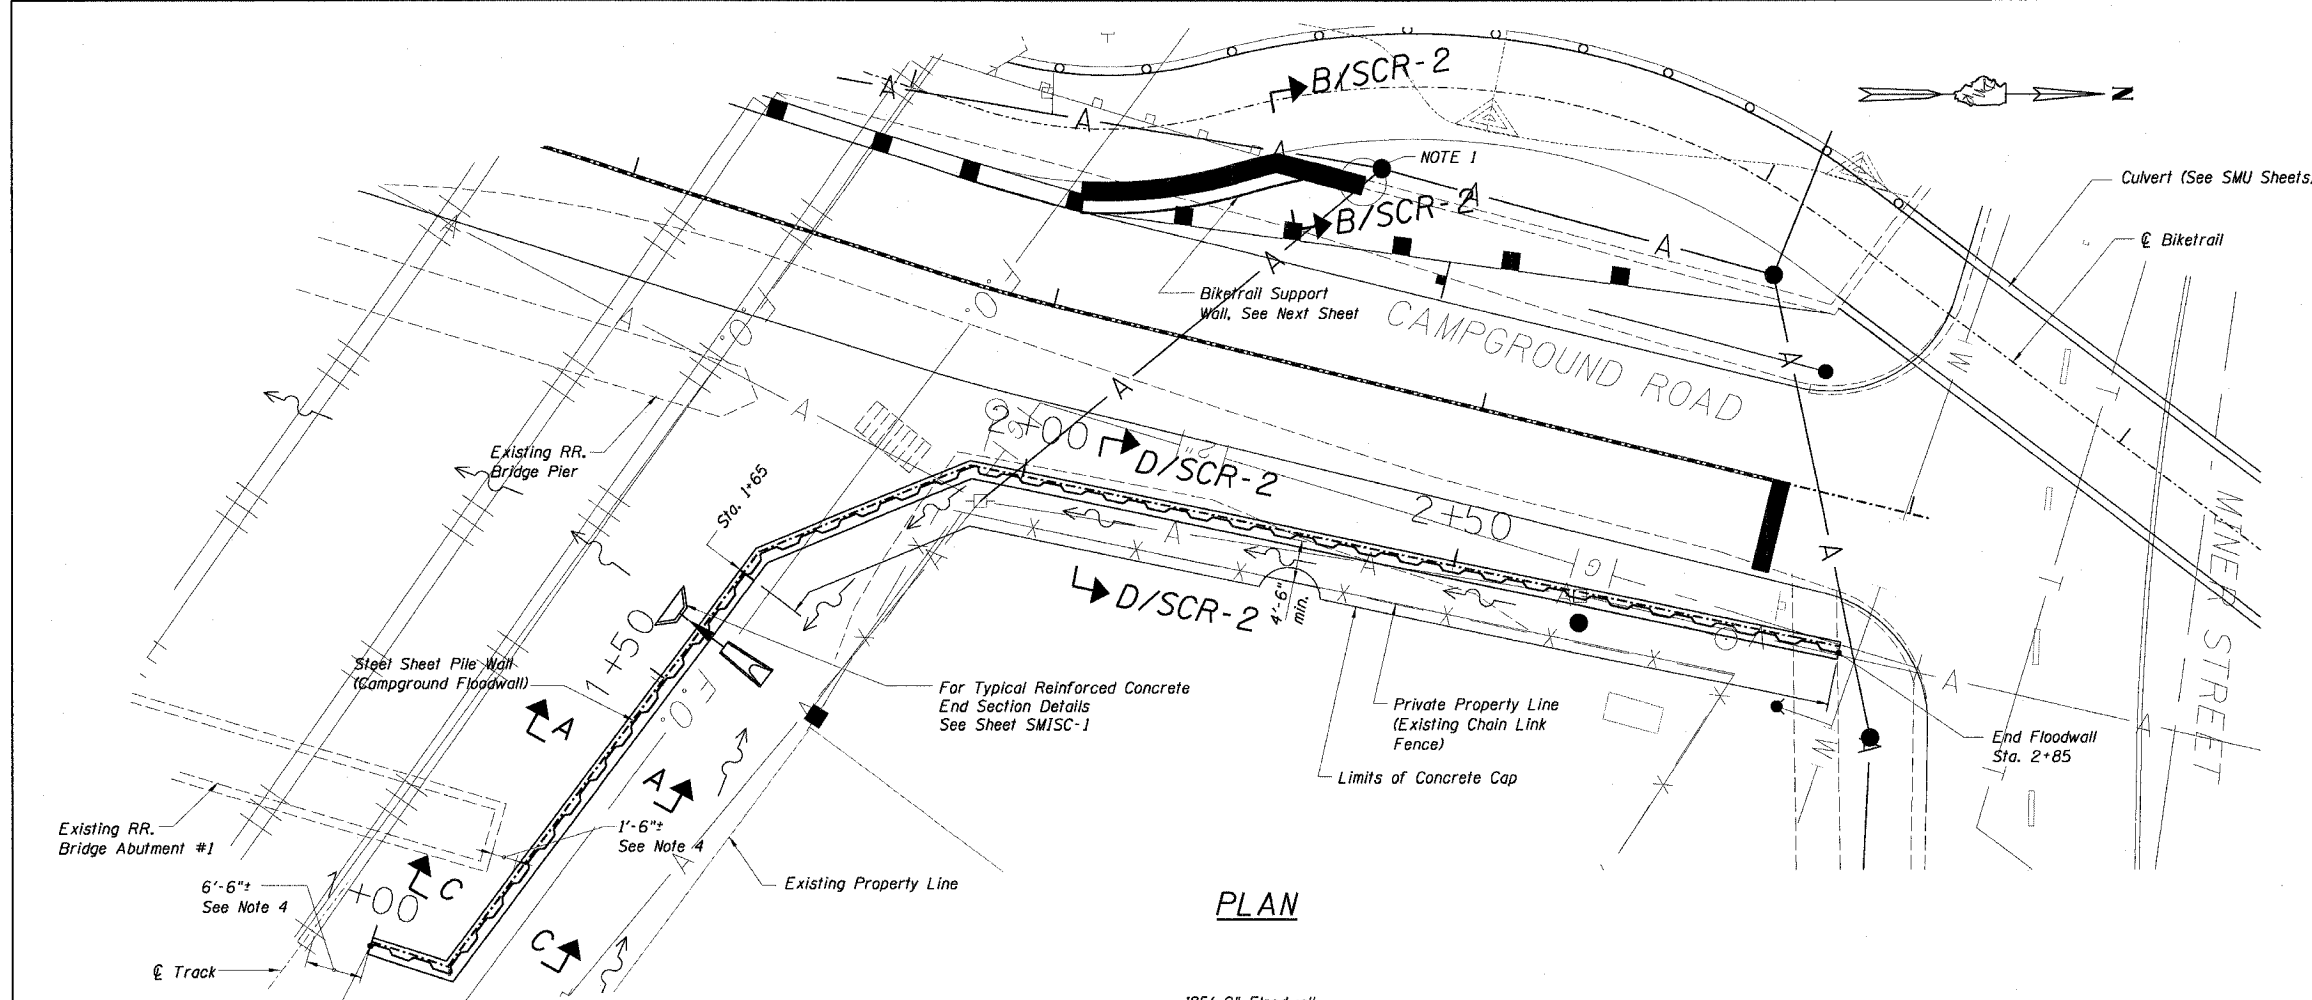 B/SCR-2
N
NOTE 1
Culvert (See SMU Sheets)
B/SCR-2
℄ Biketrail
Biketrail Support
Wall, See Next Sheet
CAMPGROUND ROAD
Existing RR.
Bridge Pier
2+00
D/SCR-2
Sta. 1+65
2+50
MINER STREET
D/SCR-2
4'-6"
min.
1+50
Steel Sheet Pile Wall
(Campground Floodwall)
For Typical Reinforced Concrete
End Section Details
See Sheet SMISC-1
Private Property Line
(Existing Chain Link
Fence)
End Floodwall
Sta. 2+85
Limits of Concrete Cap
A
A
Existing RR.
Bridge Abutment #1
1'-6"±
See Note 4
6'-6"±
See Note 4
1+00
C
Existing Property Line
PLAN
C
℄ Track